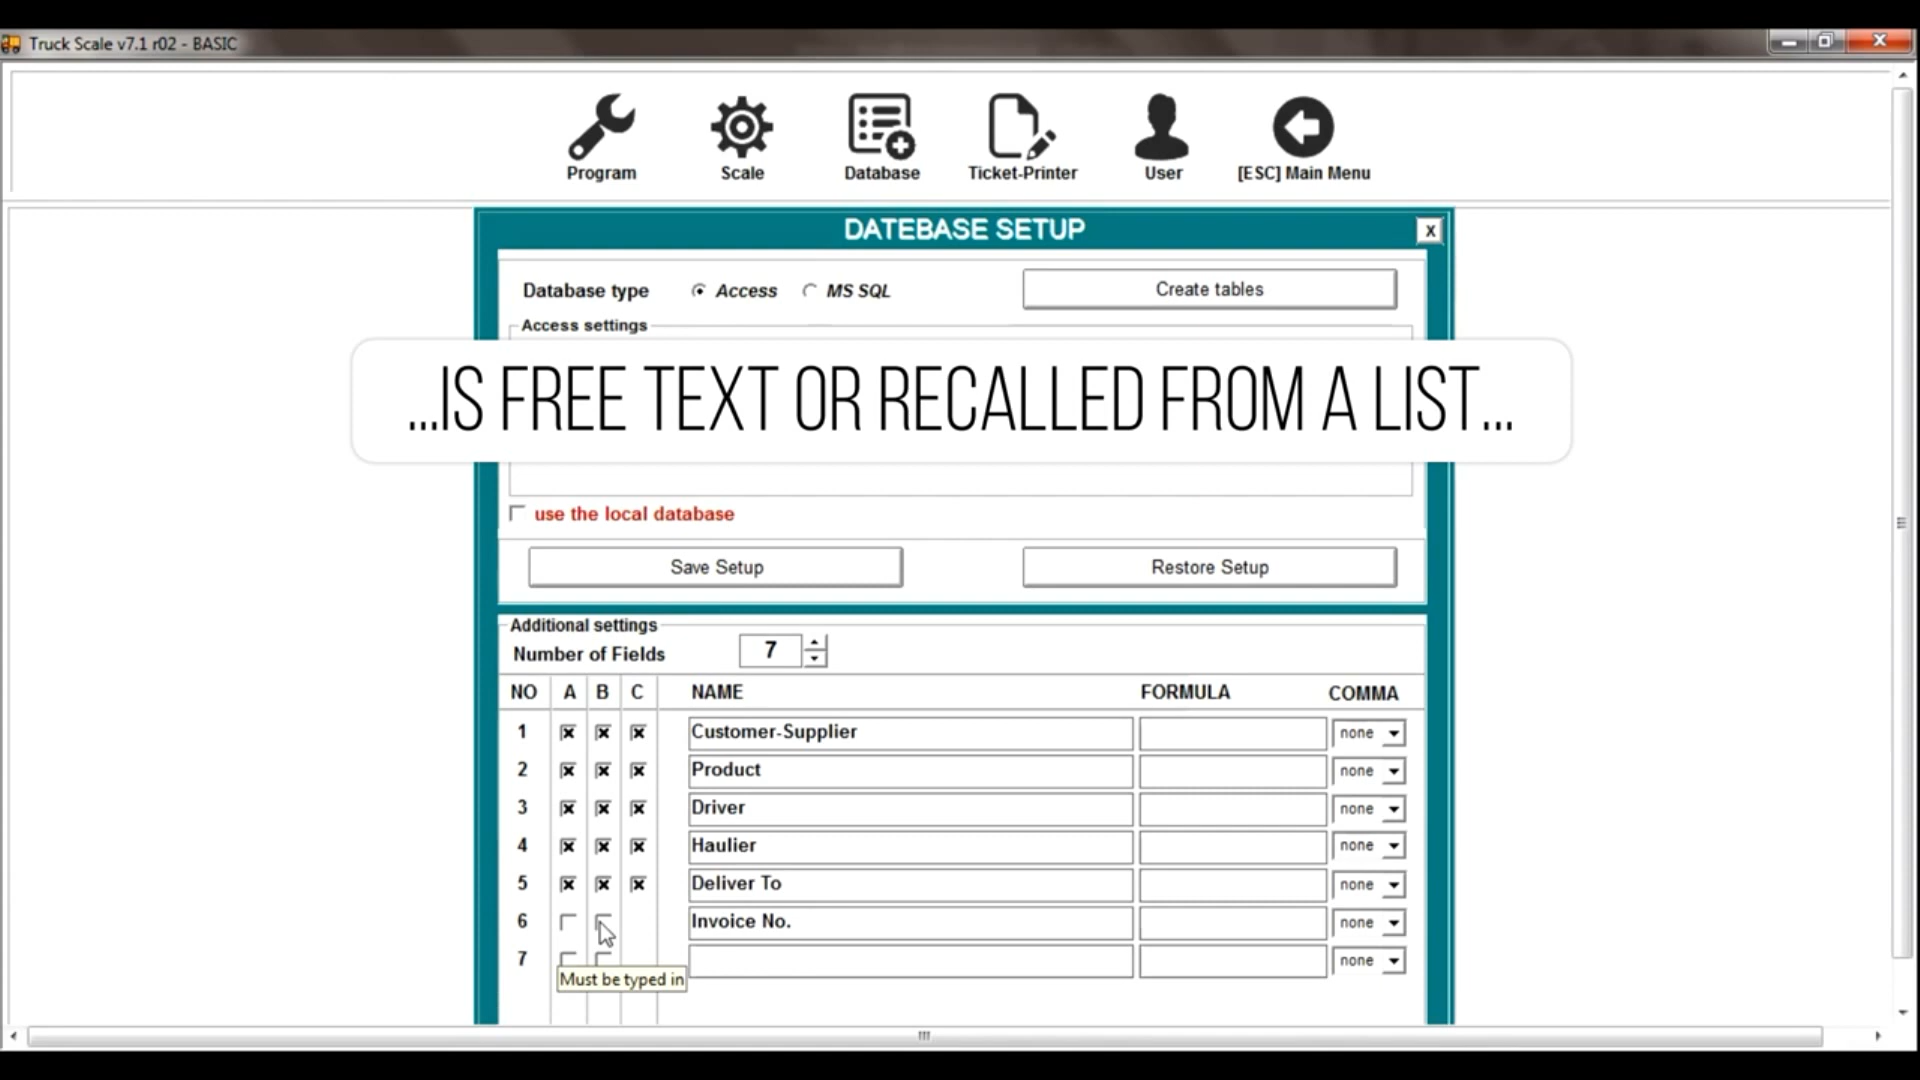 Truck Scale v7.1 r02 - BASIC
Program Scale Database Ticket-Printer User [ESC] Main Menu
DATEBASE SETUP X
Database type Access MS SQL Create tables
Access settings
...IS FREE TEXT OR RECALLED FROM A LIST...
use the local database
Save Setup Restore Setup
Additional settings
Number of Fields 7
NO A B C NAME FORMULA COMMA
1 Customer-Supplier none
2 Product none
3 Driver none
4 Haulier none
5 Deliver To none
6 Invoice No. none
7 none
Must be typed in